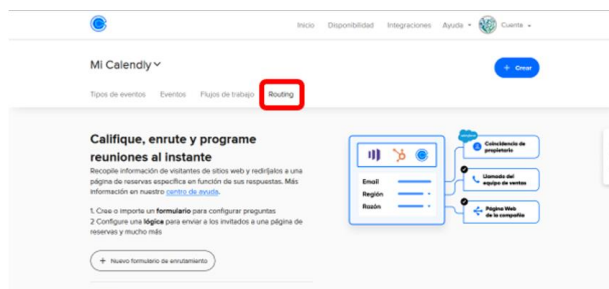 Inicio Disponibilidad Integraciones Ayuda Cuenta
Mi Calendly
+ Crear
Tipos de eventos Eventos Flujos de trabajo Routing
Califique, enrute y programe
reuniones al instante
Recopile información de visitantes de sitios web y redirijalos a una
página de reservas específica en función de sus respuestas. Más
información en nuestro centro de ayuda.
1. Cree o importe un formulario para configurar preguntas
2 Configure una lógica para enviar a los invitados a una página de
reservas y mucho más
+ Nuevo formulario de enrutamiento
Email
Región
Razón
Coincidencia de
propietario
Llamada del
equipo de ventas
Página Web
de la compañía